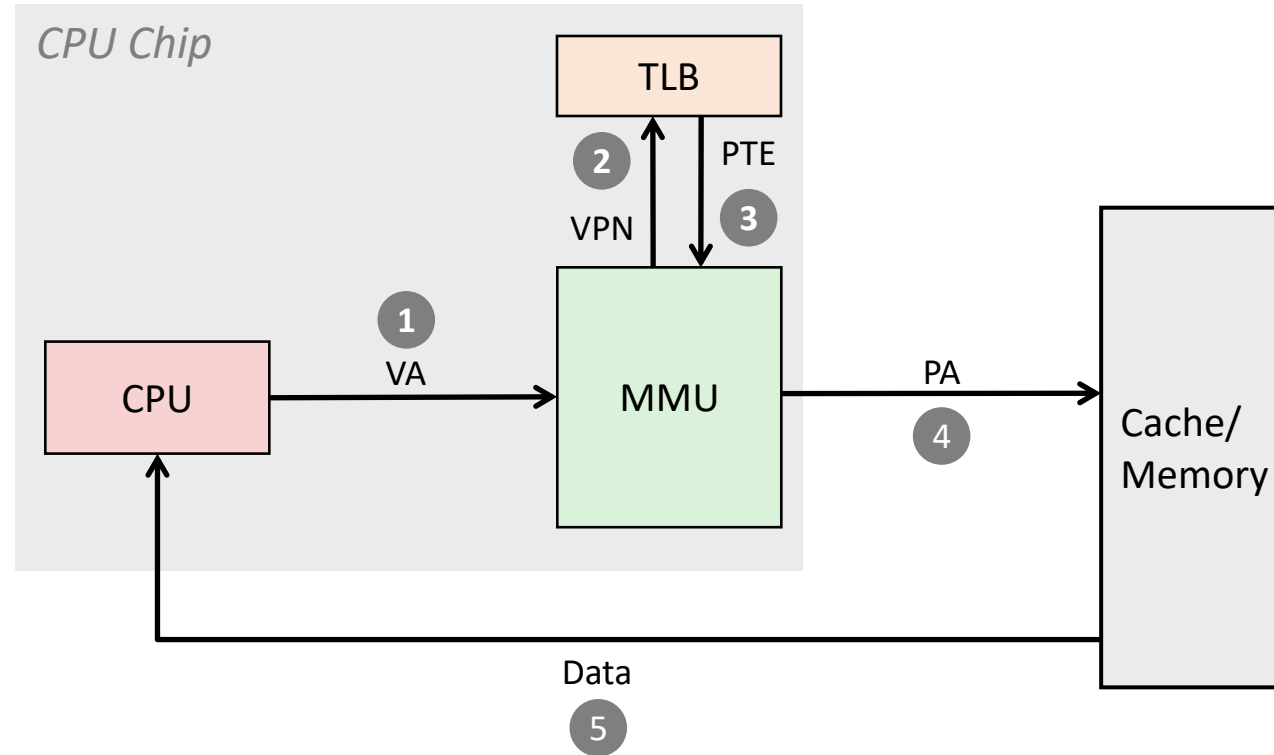 CPU Chip
TLB
2
PTE
VPN
3
1
VA
CPU
MMU
PA
4
Cache/
Memory
Data
5